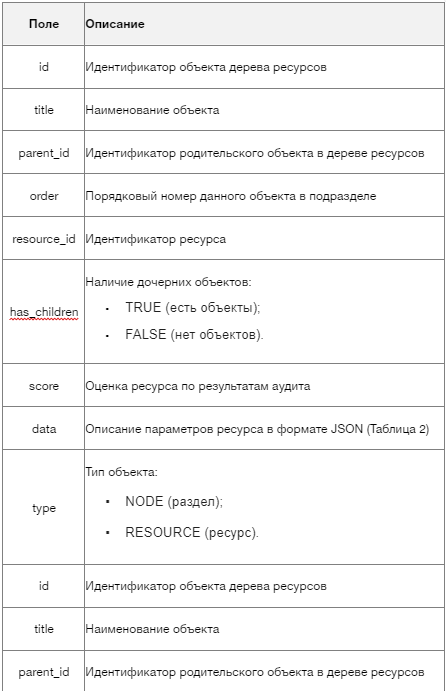 Поле Описание
id Идентификатор объекта дерева ресурсов
title Наименование объекта
parent_id Идентификатор родительского объекта в дереве ресурсов
order Порядковый номер данного объекта в подразделе
resource_id Идентификатор ресурса
has_children Наличие дочерних объектов:
• TRUE (есть объекты);
• FALSE (нет объектов).
score Оценка ресурса по результатам аудита
data Описание параметров ресурса в формате JSON (Таблица 2)
type Тип объекта:
▪ NODE (раздел);
▪ RESOURCE (ресурс).
id Идентификатор объекта дерева ресурсов
title Наименование объекта
parent_id Идентификатор родительского объекта в дереве ресурсов